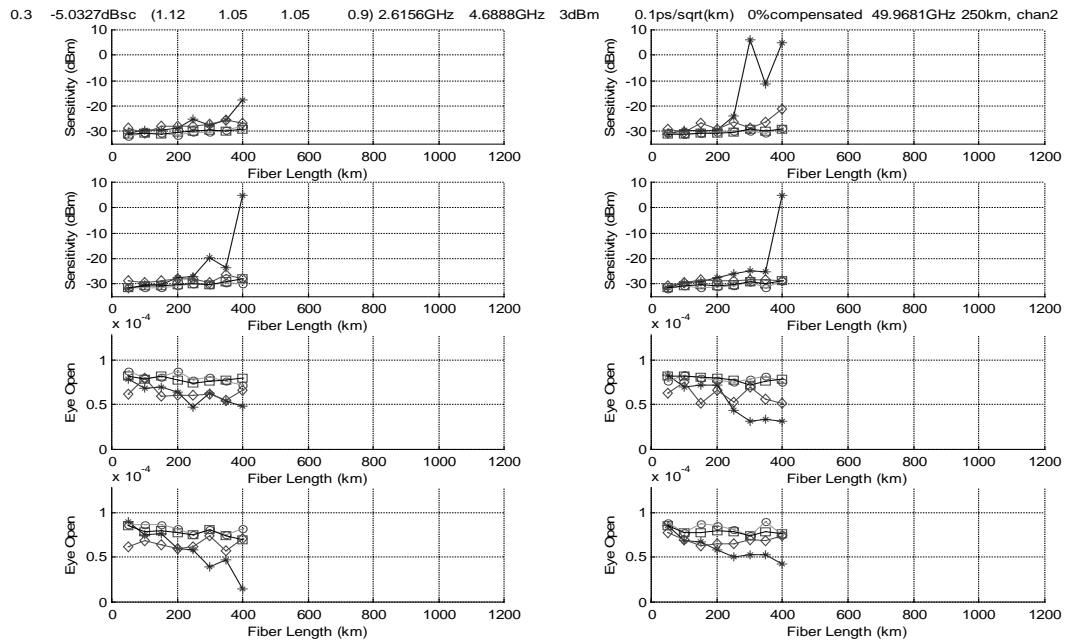 0.3 -5.0327dBsc (1.12 1.05 1.05 0.9) 2.6156GHz 4.6888GHz 3dBm 0.1ps/sqrt(km) 0%compensated 49.9681GHz 250km, chan2
10
0
-10
-20
-30
Sensitivity (dBm)
0 200 400 600 800 1000 1200
Fiber Length (km)
10
0
-10
-20
-30
Sensitivity (dBm)
0 200 400 600 800 1000 1200
Fiber Length (km)
10
0
-10
-20
-30
Sensitivity (dBm)
0 200 400 600 800 1000 1200
Fiber Length (km)
10
0
-10
-20
-30
Sensitivity (dBm)
0 200 400 600 800 1000 1200
Fiber Length (km)
x 10-4
1
0.5
0
Eye Open
0 200 400 600 800 1000 1200
Fiber Length (km)
x 10-4
1
0.5
0
Eye Open
0 200 400 600 800 1000 1200
Fiber Length (km)
x 10-4
1
0.5
0
Eye Open
0 200 400 600 800 1000 1200
Fiber Length (km)
x 10-4
1
0.5
0
Eye Open
0 200 400 600 800 1000 1200
Fiber Length (km)